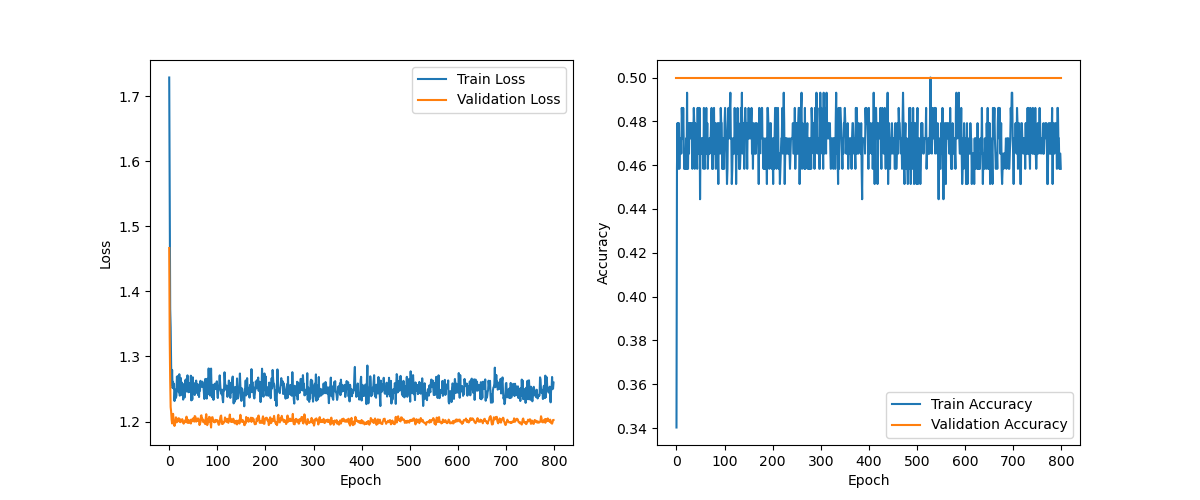 Train Loss
Validation Loss
1.7
1.6
1.5
1.4
1.3
1.2
Loss
0 100 200 300 400 500 600 700 800
Epoch
0.50
0.48
0.46
0.44
0.42
0.40
0.38
0.36
0.34
Accuracy
Train Accuracy
Validation Accuracy
0 100 200 300 400 500 600 700 800
Epoch